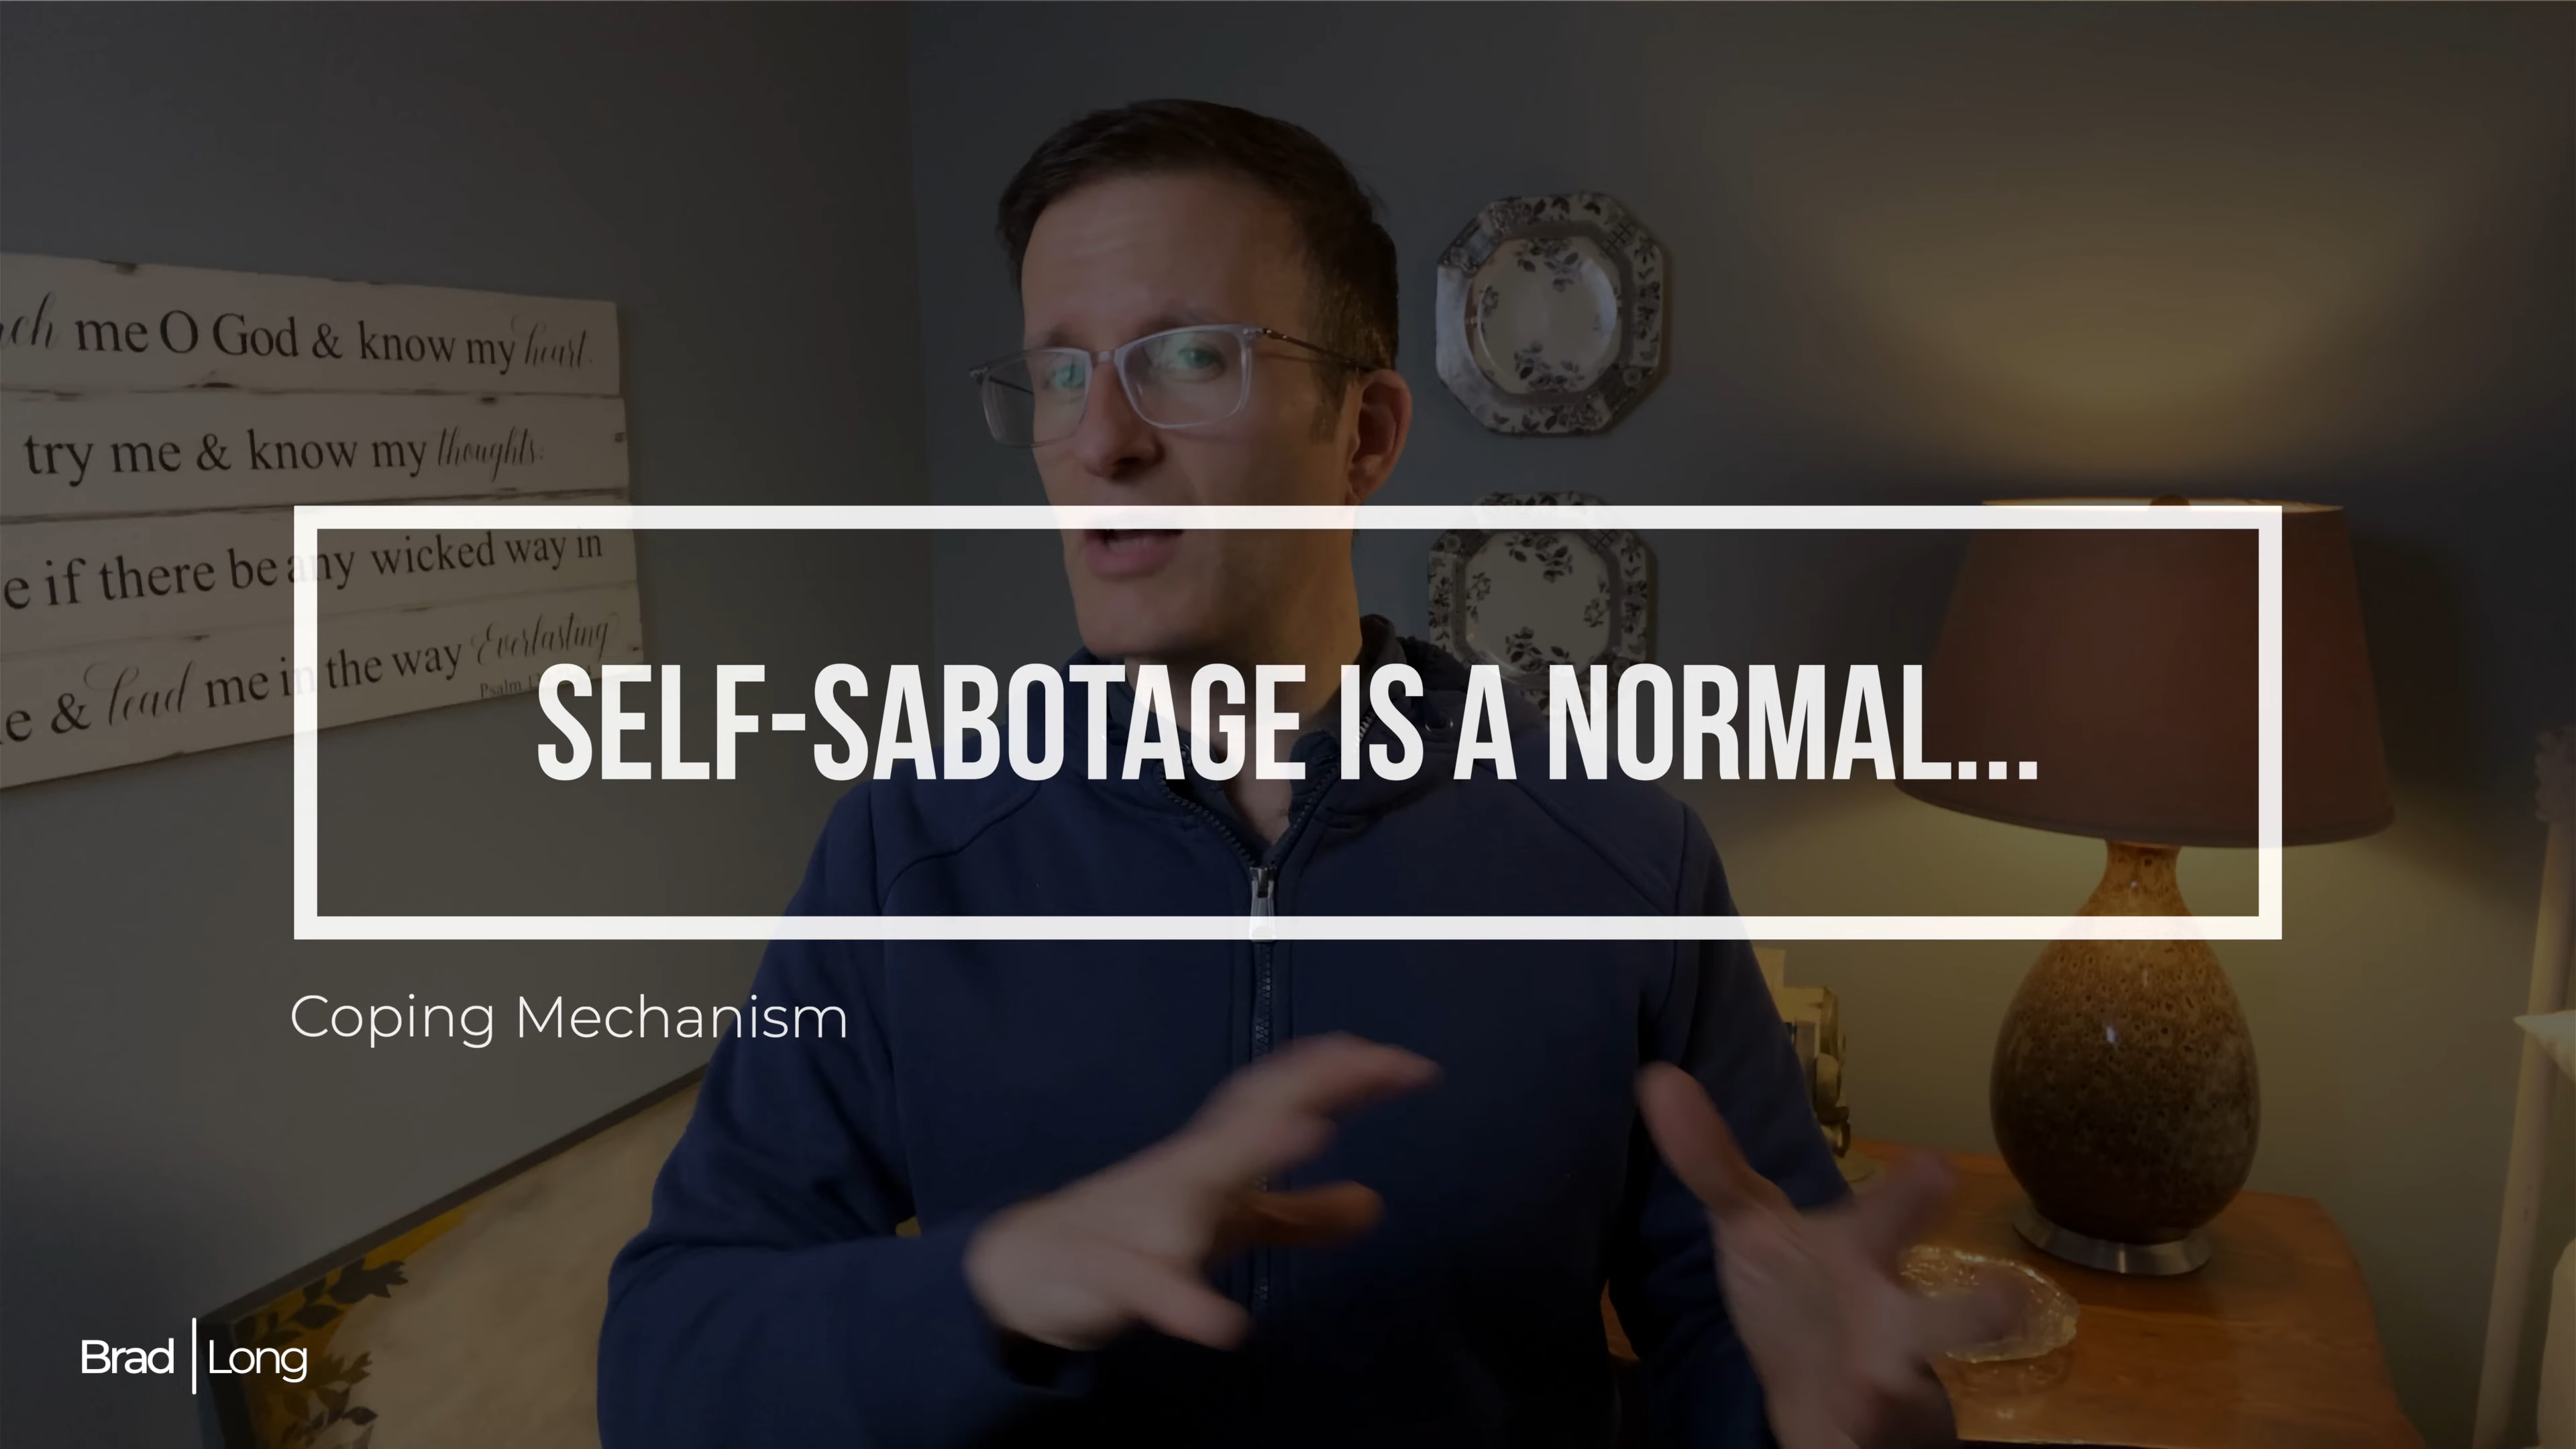 me O God & know my heart.
try me & know my thoughts:
e if there be any wicked way in
e & lead me in the way Everlasting
Psalm
SELF-SABOTAGE IS A NORMAL...
Coping Mechanism
Brad | Long